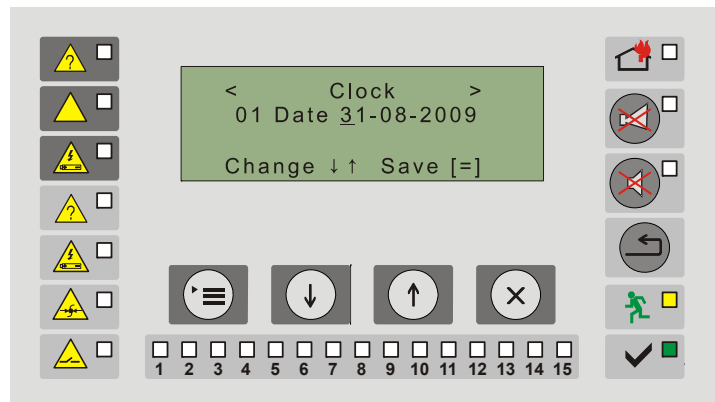 < Clock >
01 Date 31-08-2009
Change ↓↑ Save [=]
?
?
1 2 3 4 5 6 7 8 9 10 11 12 13 14 15